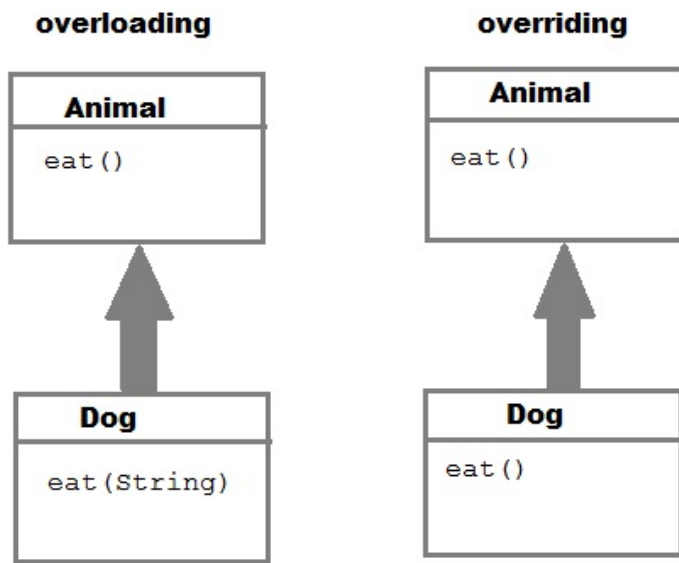 overloading
Animal
eat()
Dog
eat(String)
overriding
Animal
eat()
Dog
eat()